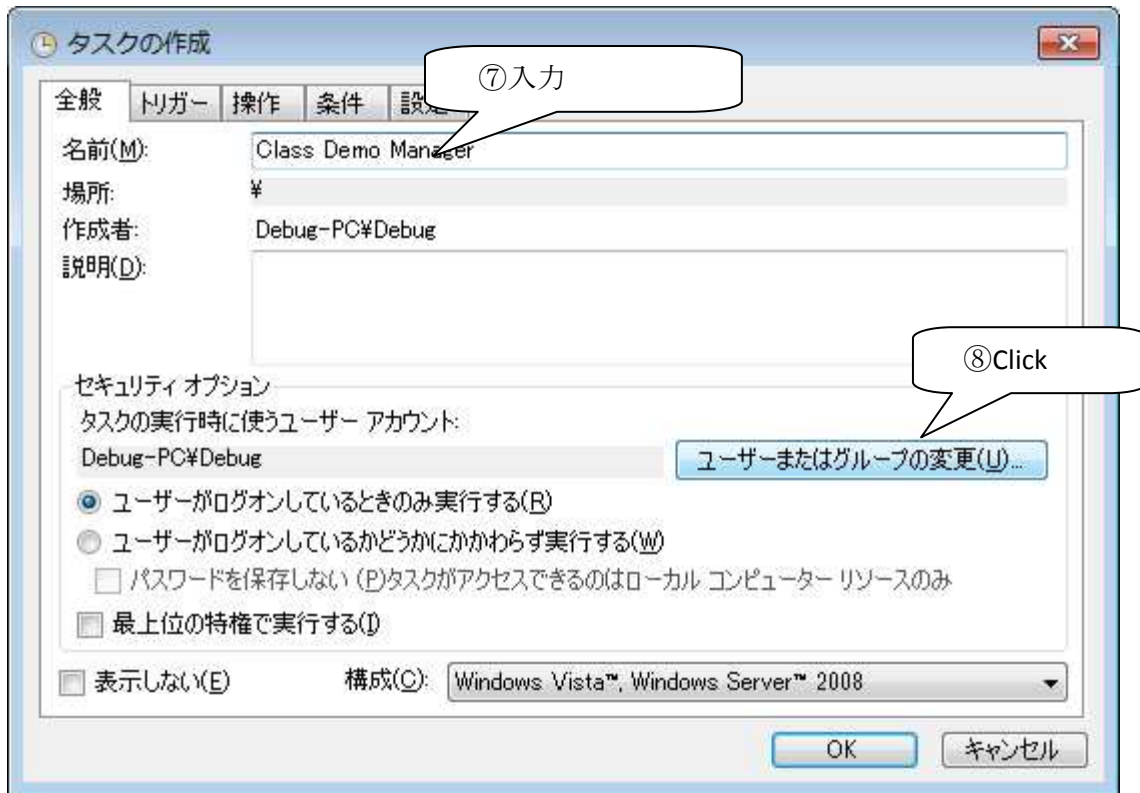 タスクの作成
⑦入力
全般 トリガー 操作 条件 設定
名前(M): Class Demo Manager
場所: ¥
作成者: Debug-PC¥Debug
説明(D):
⑧Click
セキュリティ オプション
タスクの実行時に使うユーザー アカウント:
Debug-PC¥Debug ユーザーまたはグループの変更(U)...
ユーザーがログオンしているときのみ実行する(R)
ユーザーがログオンしているかどうかにかかわらず実行する(W)
パスワードを保存しない (P)タスクがアクセスできるのはローカル コンピューター リソースのみ
最上位の特権で実行する(I)
表示しない(E) 構成(C): Windows Vista™, Windows Server™ 2008
OK キャンセル